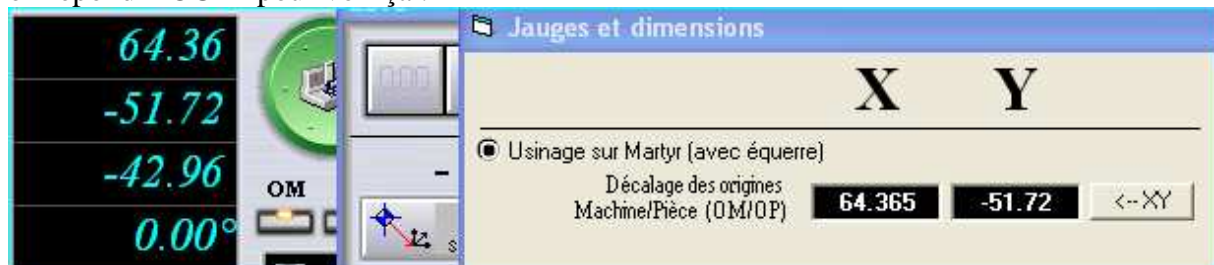 64.36
-51.72
-42.96
0.00°
OM
Jauges et dimensions
X Y
Usinage sur Martyr (avec équerre)
Décalage des origines
Machine/Pièce (OM/OP) 64.365 -51.72 <--XY